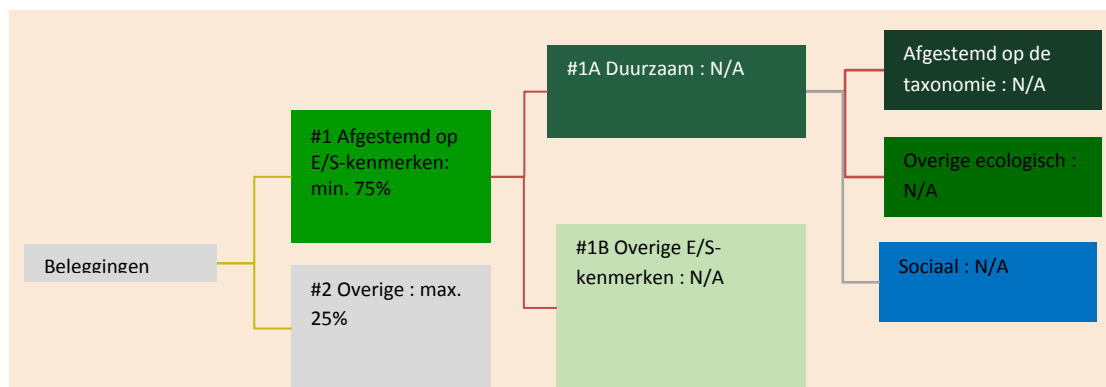 Beleggingen
#1 Afgestemd op
E/S-kenmerken:
min. 75%
#2 Overige : max.
25%
#1A Duurzaam : N/A
#1B Overige E/S-
kenmerken : N/A
Afgestemd op de
taxonomie : N/A
Overige ecologisch :
N/A
Sociaal : N/A